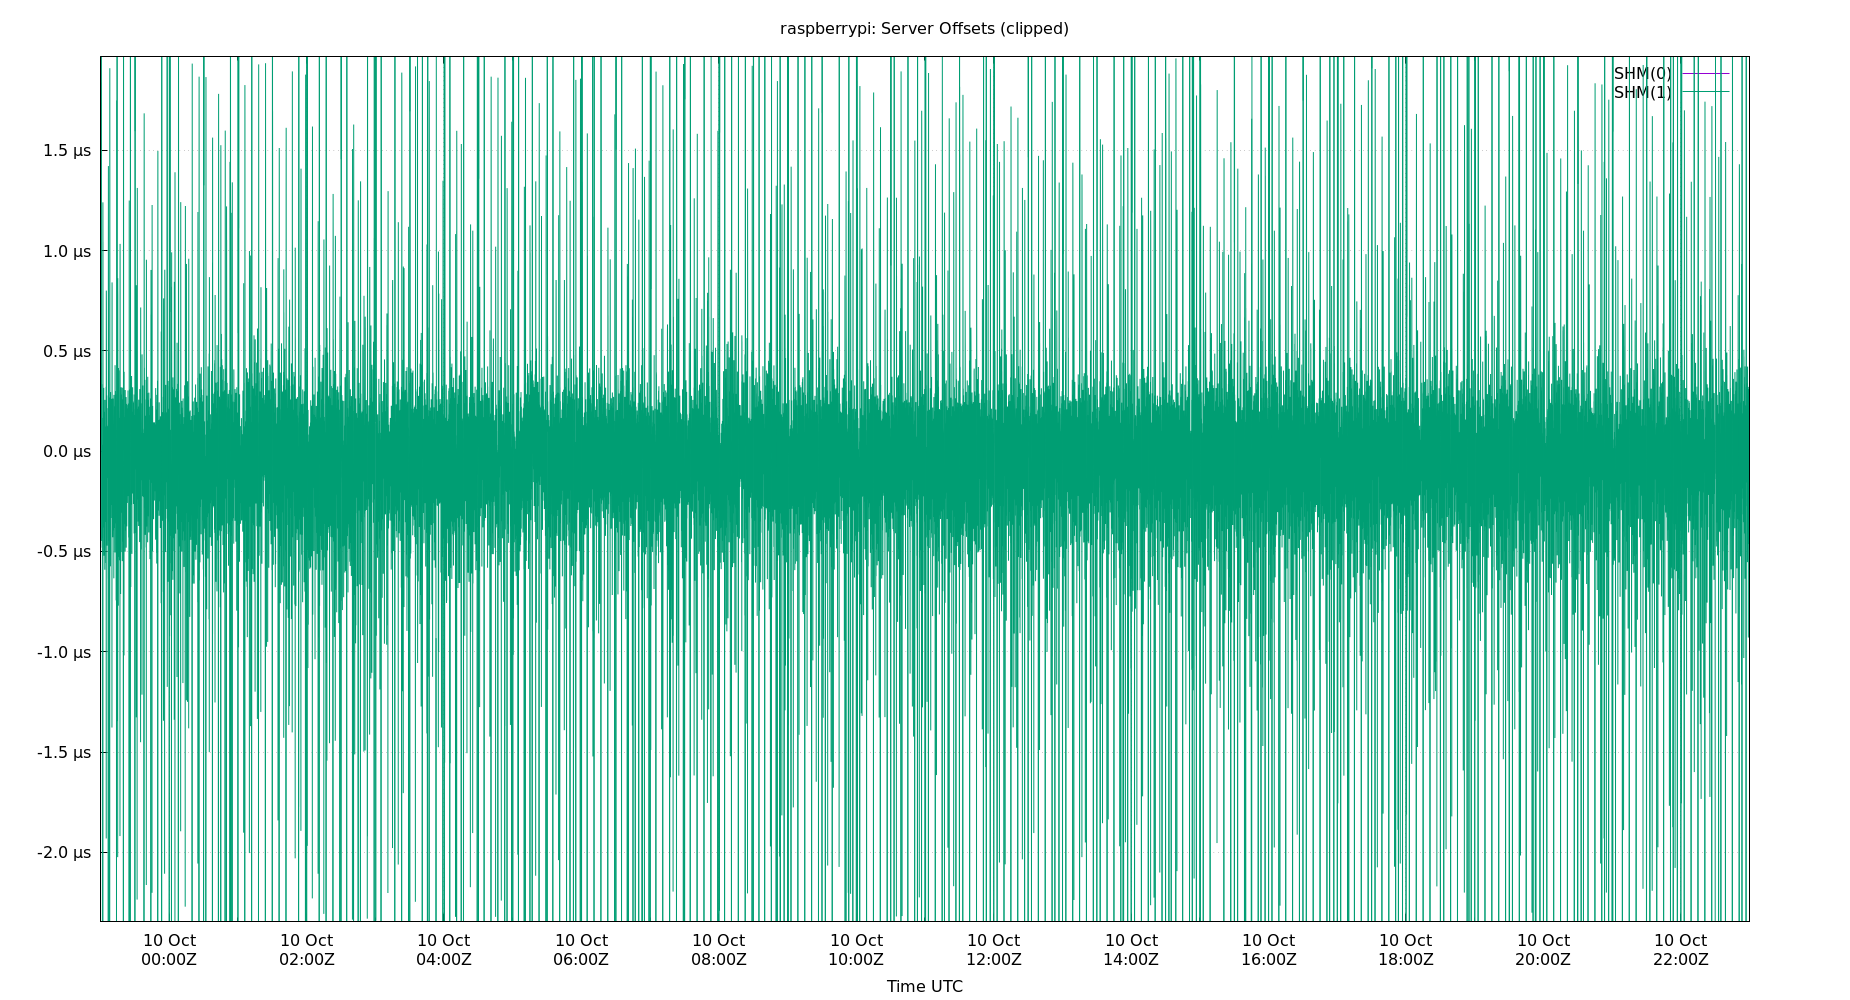 raspberrypi: Server Offsets (clipped)
SHM(0)
SHM(1)
1.5 µs
1.0 µs
0.5 µs
0.0 µs
-0.5 µs
-1.0 µs
-1.5 µs
-2.0 µs
10 Oct 10 Oct 10 Oct 10 Oct 10 Oct 10 Oct 10 Oct 10 Oct 10 Oct 10 Oct 10 Oct 10 Oct
00:00Z 02:00Z 04:00Z 06:00Z 08:00Z 10:00Z 12:00Z 14:00Z 16:00Z 18:00Z 20:00Z 22:00Z
Time UTC